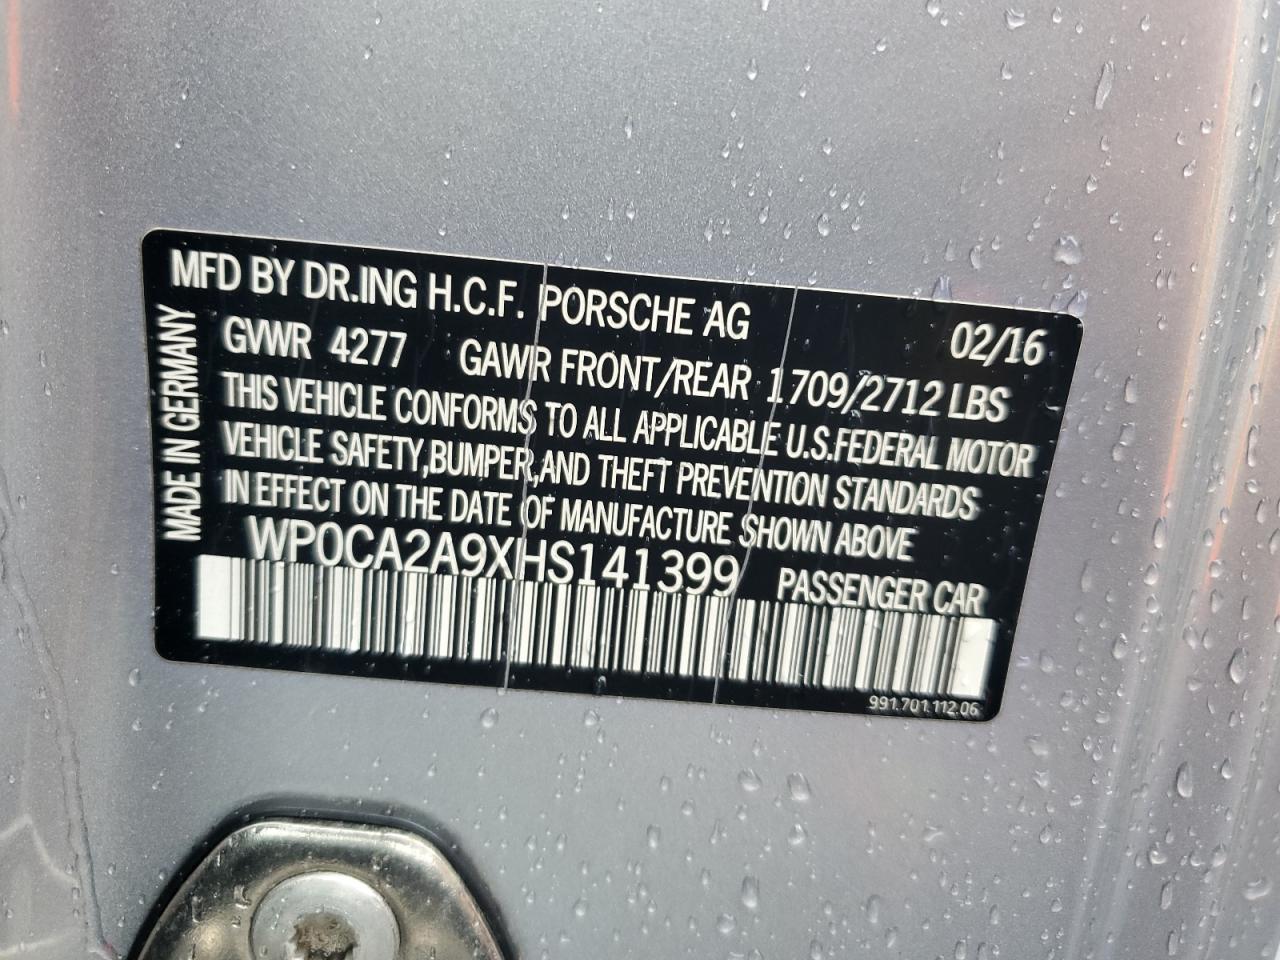 MFD BY DR.ING H.C.F. PORSCHE AG 02/16
GVWR 4277 GAWR FRONT/REAR 1709/2712 LBS
THIS VEHICLE CONFORMS TO ALL APPLICABLE U.S.FEDERAL MOTOR
VEHICLE SAFETY,BUMPER,AND THEFT PREVENTION STANDARDS
IN EFFECT ON THE DATE OF MANUFACTURE SHOWN ABOVE
WP0CA2A9XHS141399 PASSENGER CAR
MADE IN GERMANY
991.701.112.06